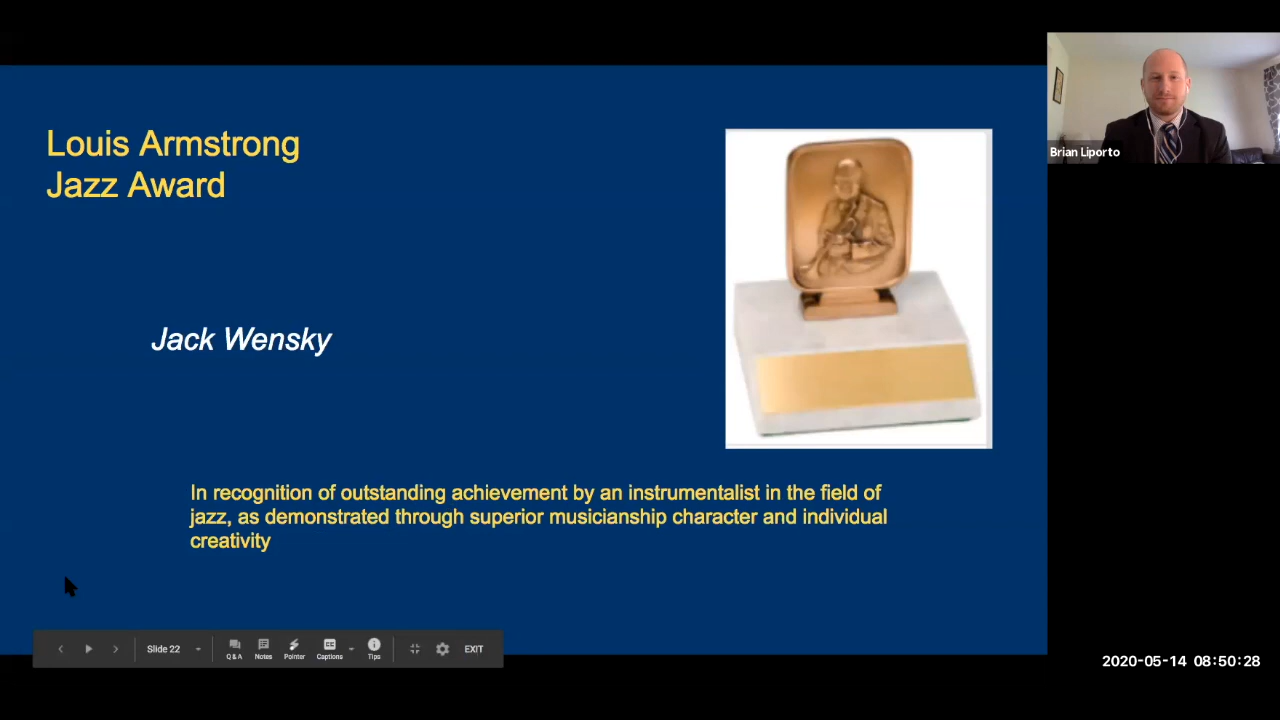 Louis Armstrong
Jazz Award
Brian Liporto
Jack Wensky
In recognition of outstanding achievement by an instrumentalist in the field of
jazz, as demonstrated through superior musicianship character and individual
creativity
Slide 22
Q & A
Notes
Pointer
CC
Captions
Tips
EXIT
2020-05-14 08:50:28